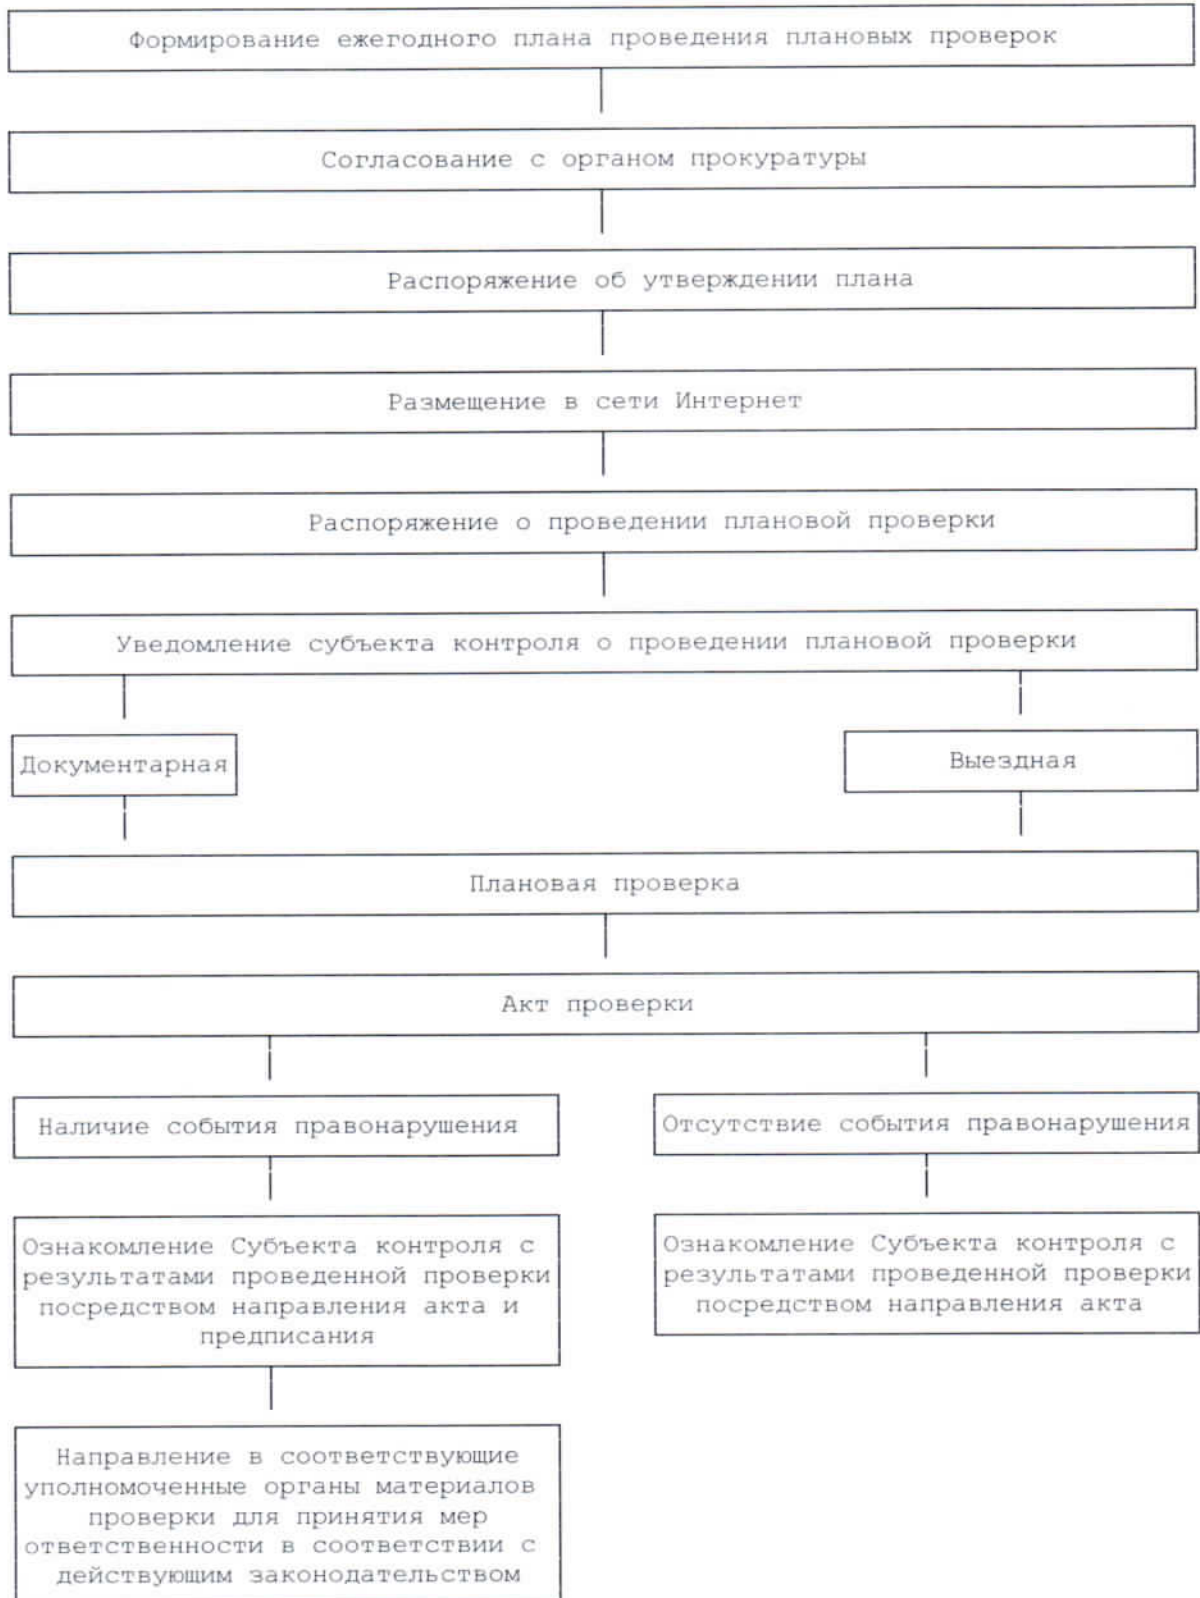 Формирование ежегодного плана проведения плановых проверок
Согласование с органом прокуратуры
Распоряжение об утверждении плана
Размещение в сети Интернет
Распоряжение о проведении плановой проверки
Уведомление субъекта контроля о проведении плановой проверки
Документарная
Выездная
Плановая проверка
Акт проверки
Наличие события правонарушения
Отсутствие события правонарушения
Ознакомление Субъекта контроля с
результатами проведенной проверки
посредством направления акта и
предписания
Ознакомление Субъекта контроля с
результатами проведенной проверки
посредством направления акта
Направление в соответствующие
уполномоченные органы материалов
проверки для принятия мер
ответственности в соответствии с
действующим законодательством